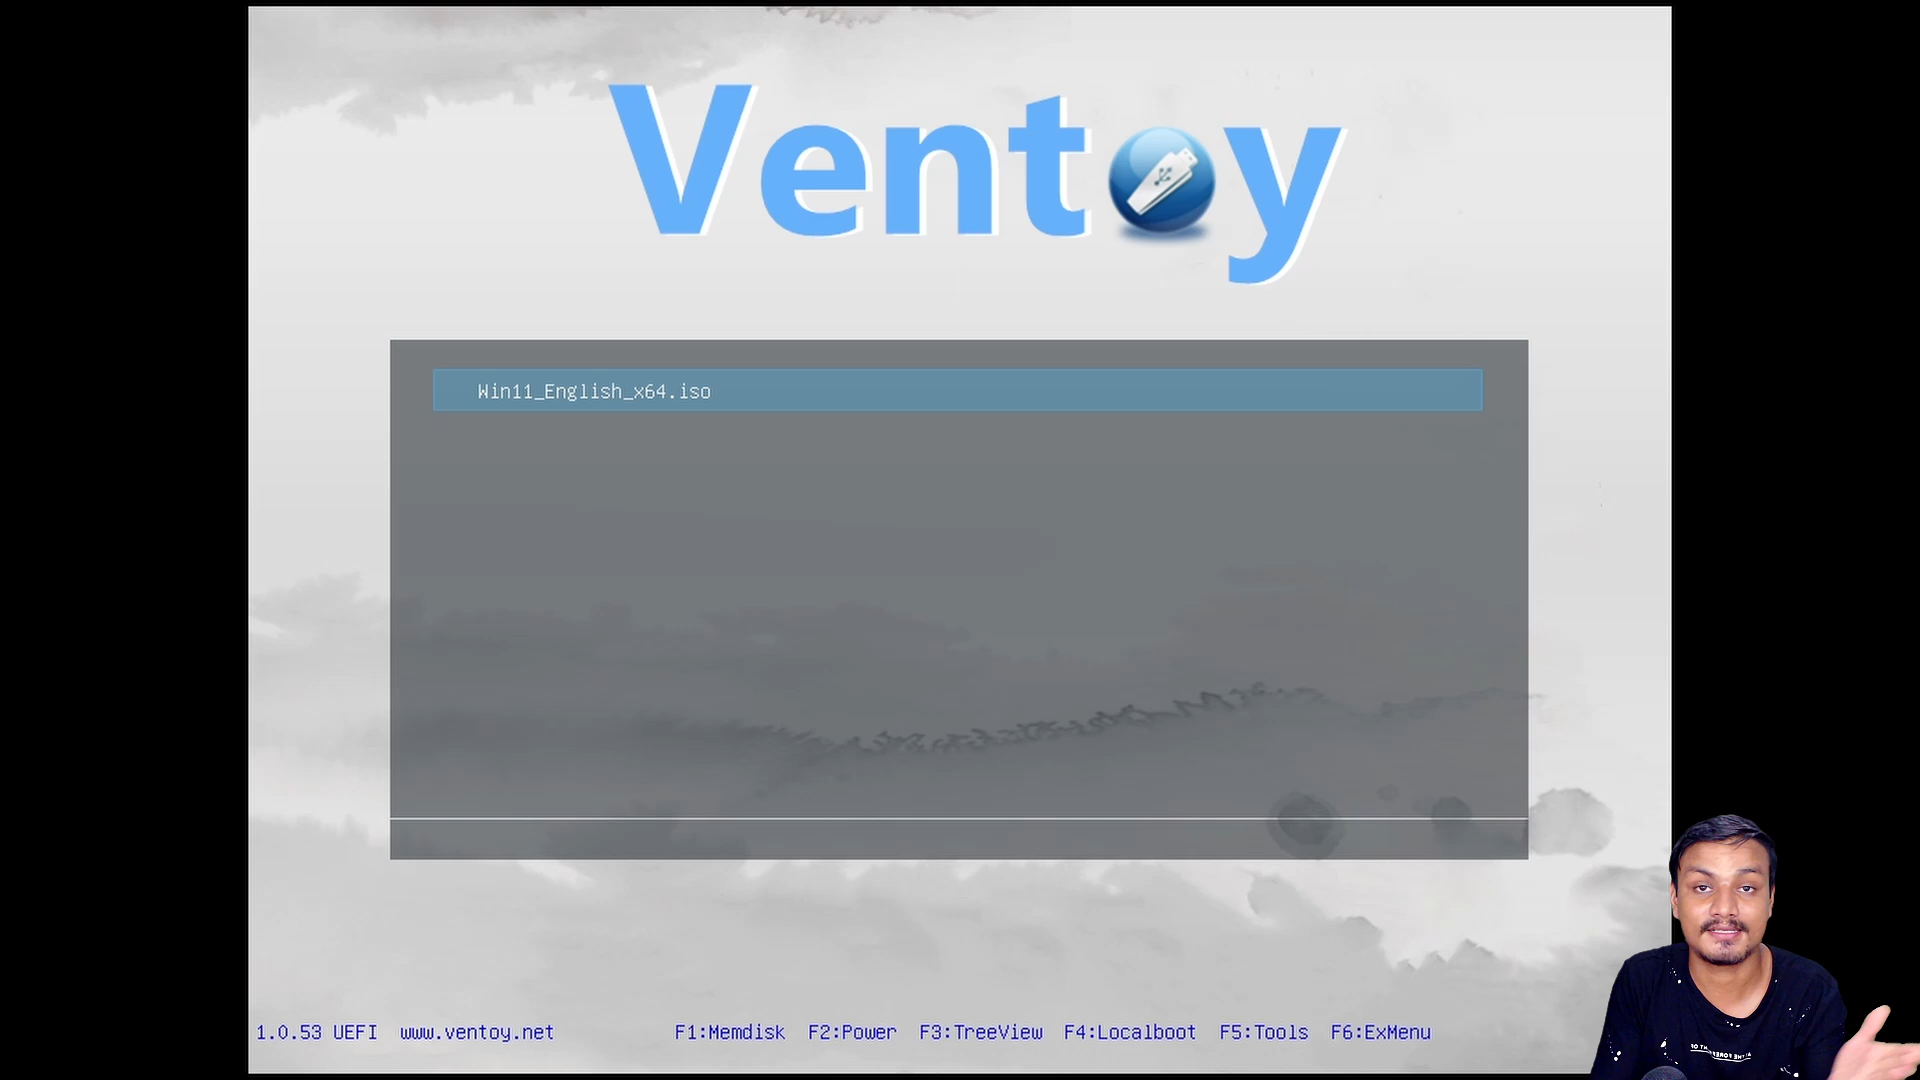 Ventoy
Win11_English_x64.iso
1.0.53 UEFI www.ventoy.net F1:Memdisk F2:Power F3:TreeView F4:Localboot F5:Tools F6:ExMenu